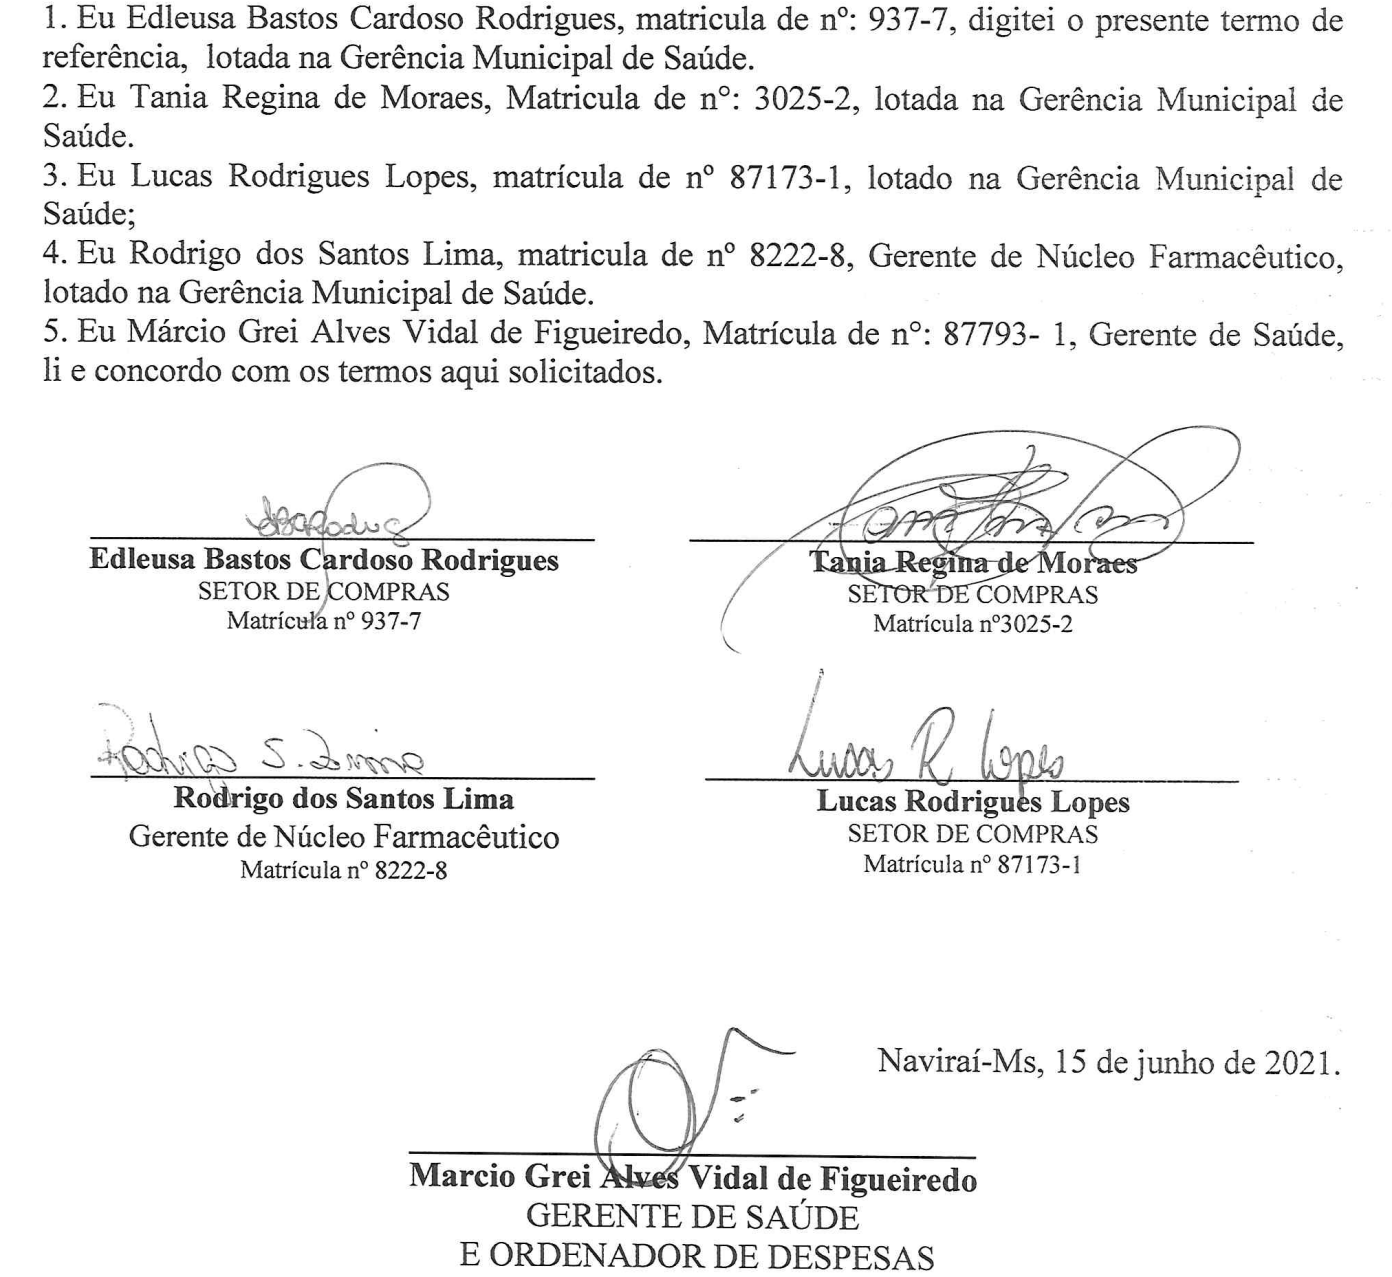 1. Eu Edleusa Bastos Cardoso Rodrigues, matricula de nº: 937-7, digitei o presente termo de
referência, lotada na Gerência Municipal de Saúde.
2. Eu Tania Regina de Moraes, Matricula de n°: 3025-2, lotada na Gerência Municipal de
Saúde.
3. Eu Lucas Rodrigues Lopes, matrícula de nº 87173-1, lotado na Gerência Municipal de
Saúde;
4. Eu Rodrigo dos Santos Lima, matricula de nº 8222-8, Gerente de Núcleo Farmacêutico,
lotado na Gerência Municipal de Saúde.
5. Eu Márcio Grei Alves Vidal de Figueiredo, Matrícula de n°: 87793- 1, Gerente de Saúde,
li e concordo com os termos aqui solicitados.
Edleusa Bastos Cardoso Rodrigues
SETOR DE COMPRAS
Matrícula nº 937-7
Tania Regina de Moraes
SETOR DE COMPRAS
Matrícula nº3025-2
Rodrigo S. Lima
Rodrigo dos Santos Lima
Gerente de Núcleo Farmacêutico
Matrícula nº 8222-8
Lucas R Lopes
Lucas Rodrigues Lopes
SETOR DE COMPRAS
Matrícula nº 87173-1
Naviraí-Ms, 15 de junho de 2021.
Marcio Grei Alves Vidal de Figueiredo
GERENTE DE SAÚDE
E ORDENADOR DE DESPESAS